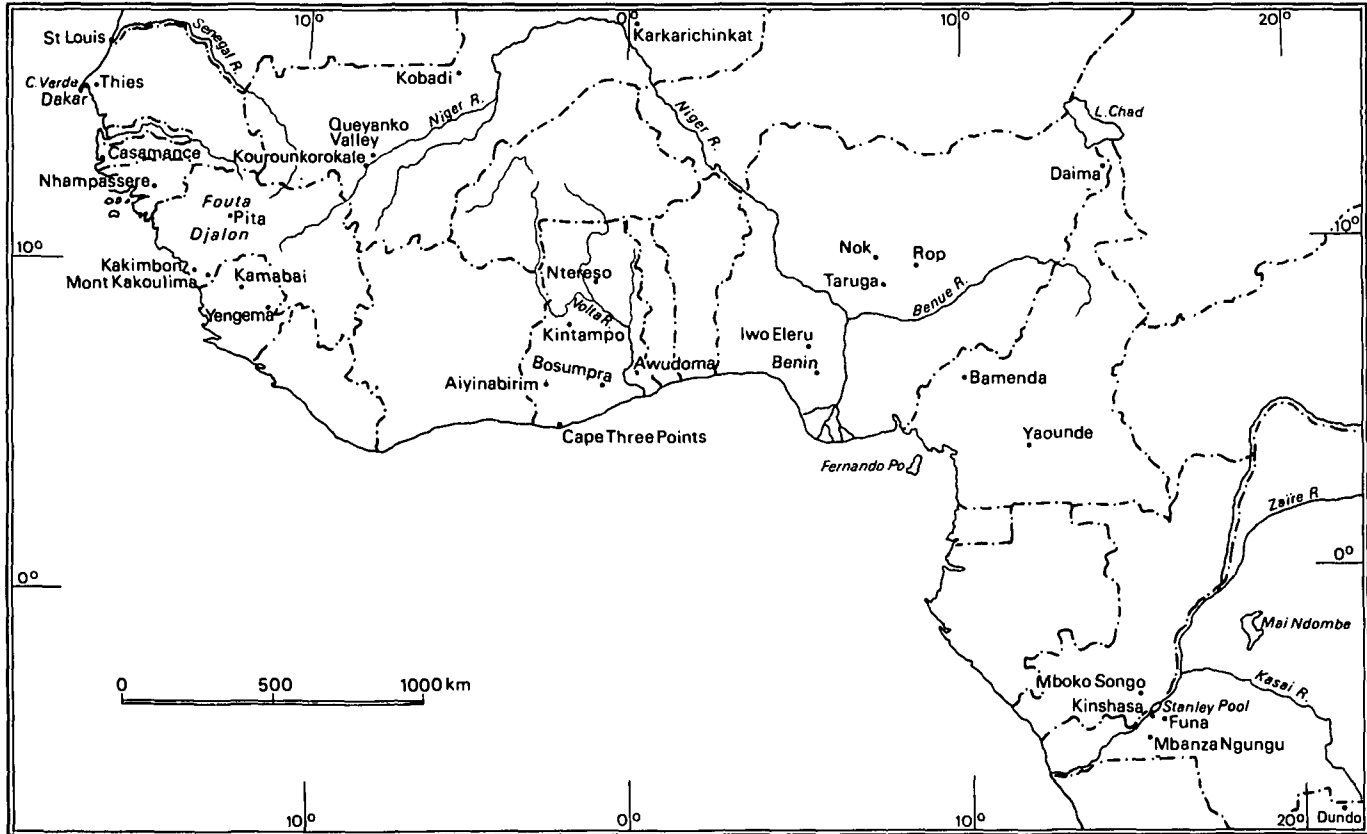 10°
0°
10°
20°
St Louis
Senegal R.
Karkarichinkat
C. Verde
Thies
Dakar
Kobadi
Niger R.
Niger R.
L. Chad
Queyanko
Valley
Casamance
Kourounkorokale
Nhampassere
Daima
Fouta
Pita
Djalon
10°
10°
Nok
Rop
Kakimbon
Mont Kakoulima
Kamabai
Ntereso
Taruga
Benue R.
Yengema
Volta R.
Kintampo
Iwo Eleru
Bosumpra
Awudoma
Benin
Aiyinabirim
Bamenda
Cape Three Points
Yaounde
Fernando Po
Zaïre R
0°
0°
Mai Ndombe
0
500
1000 km
Mboko Songo
Kasai R.
Kinshasa
Stanley Pool
Funa
Mbanza Ngungu
10°
0°
10°
20°
Dundo